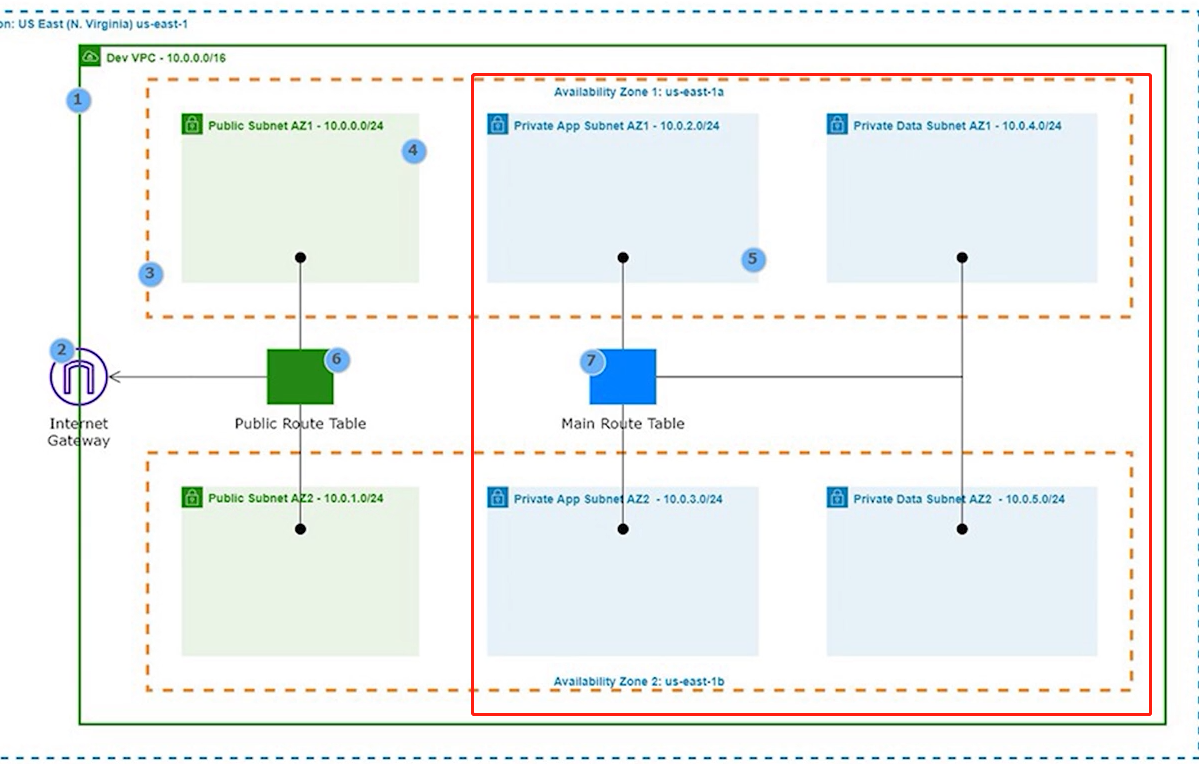 on: US East (N. Virginia) us-east-1
Dev VPC - 10.0.0.0/16
1
Availability Zone 1: us-east-1a
Public Subnet AZ1 - 10.0.0.0/24
Private App Subnet AZ1 - 10.0.2.0/24
Private Data Subnet AZ1 - 10.0.4.0/24
4
5
3
2
6
7
Internet
Gateway
Public Route Table
Main Route Table
Public Subnet AZ2 - 10.0.1.0/24
Private App Subnet AZ2 - 10.0.3.0/24
Private Data Subnet AZ2 - 10.0.5.0/24
Availability Zone 2: us-east-1b